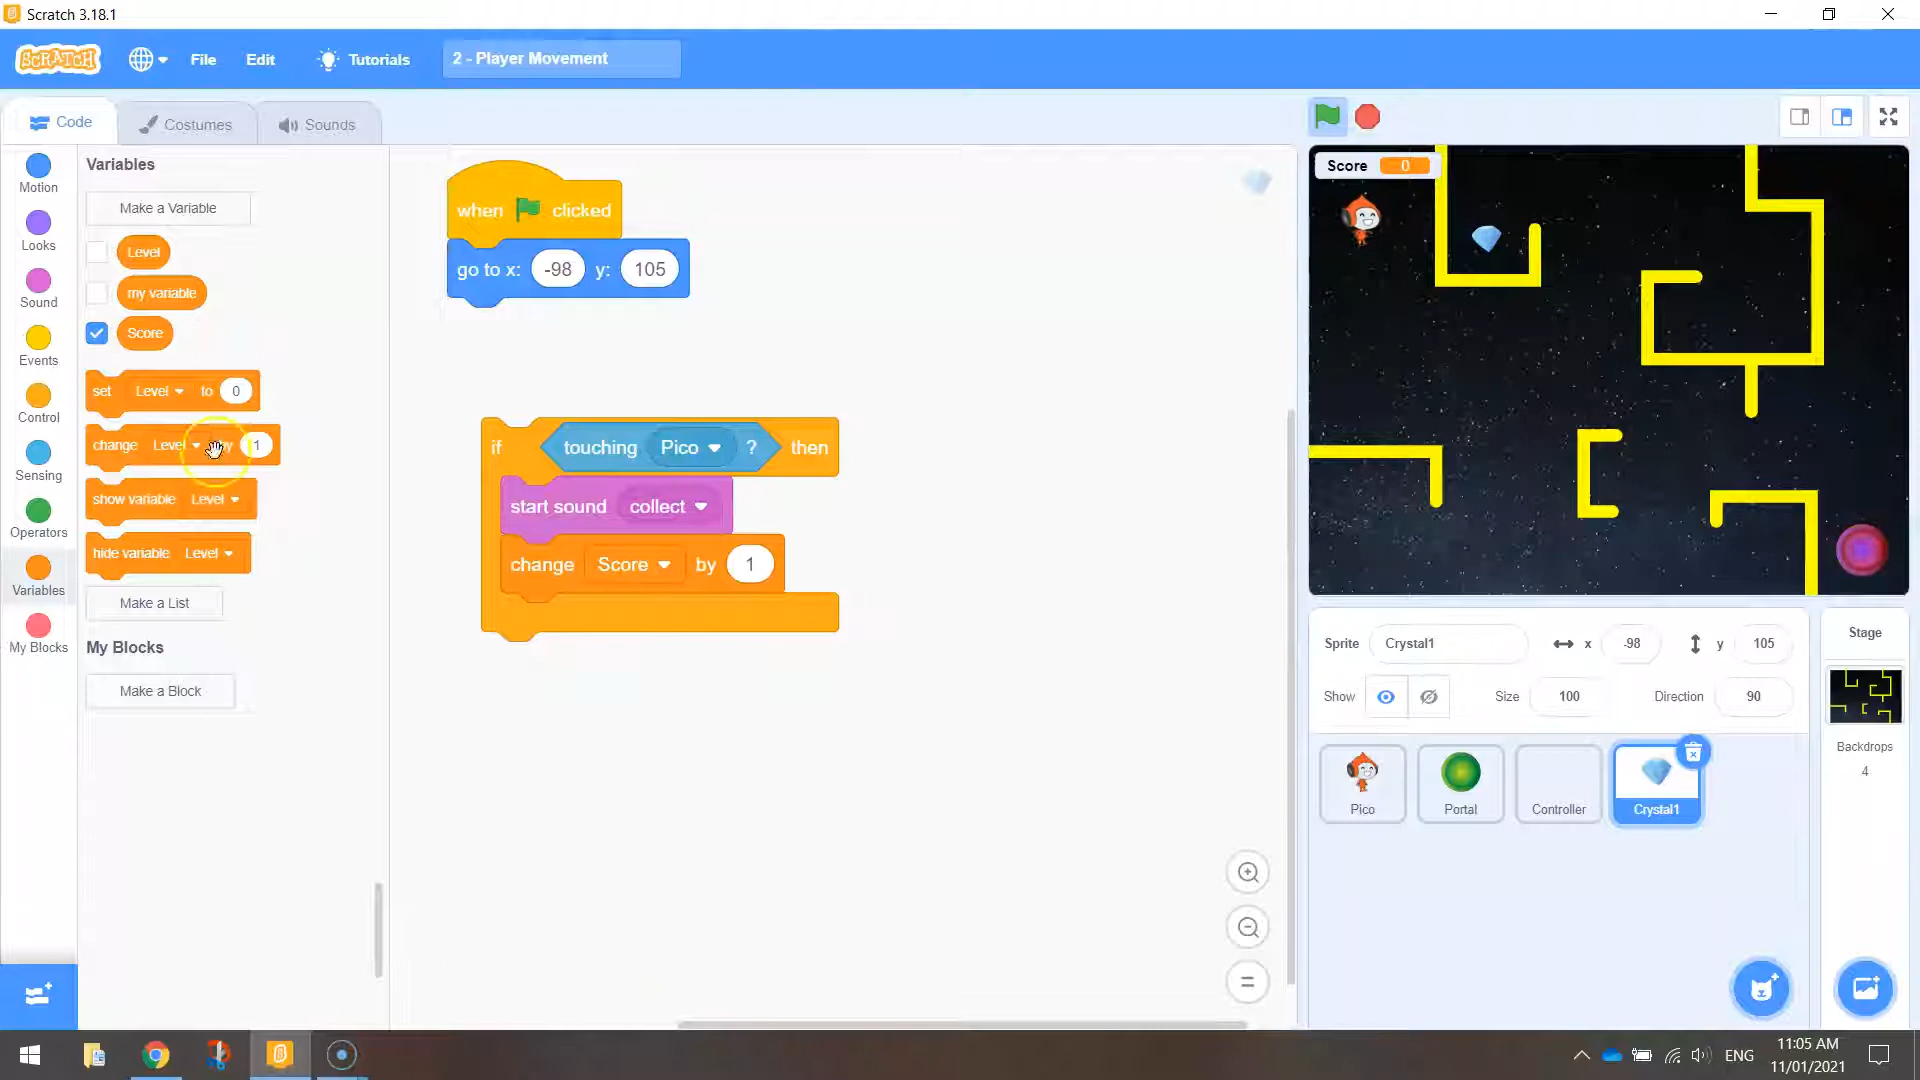 Scratch 3.18.1
SCRATCH File Edit Tutorials 2 - Player Movement
Code Costumes Sounds
Motion
Looks
Sound
Events
Control
Sensing
Operators
Variables
My Blocks
Variables
Make a Variable
Level
my variable
Score
set Level to 0
change Level by 1
show variable Level
hide variable Level
Make a List
My Blocks
Make a Block
when clicked
go to x: -98 y: 105
if touching Pico ? then
start sound collect
change Score by 1
Score 0
Sprite Crystal1 x -98 y 105
Show Size 100 Direction 90
Pico
Portal
Controller
Crystal1
Stage
Backdrops
4
ENG
11:05 AM
11/01/2021